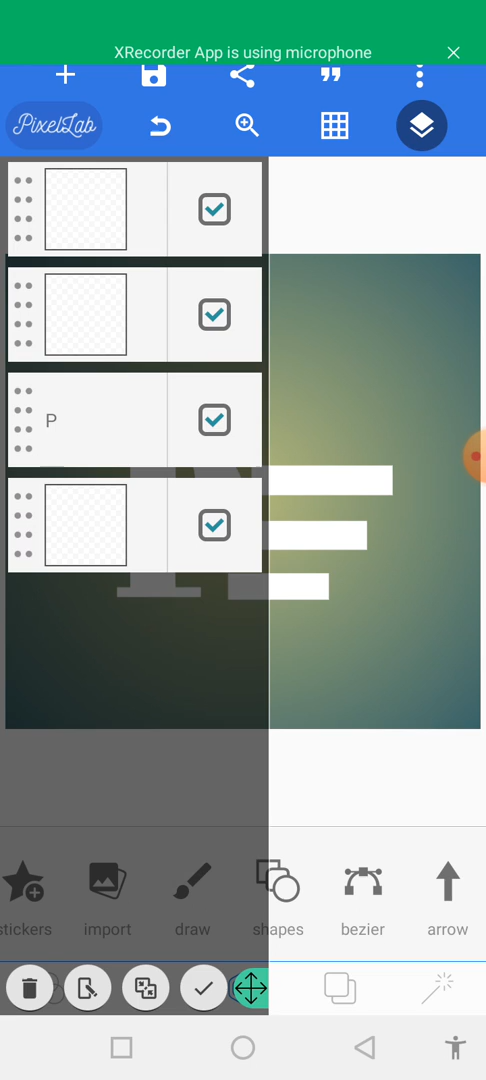 XRecorder App is using microphone
PixelLab
P
stickers import draw shapes bezier arrow